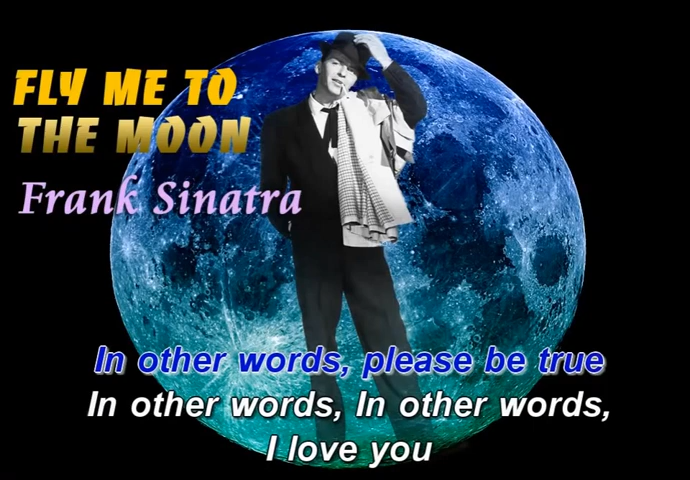 FLY ME TO
THE MOON
Frank Sinatra
In other words, please be true
In other words, In other words,
I love you